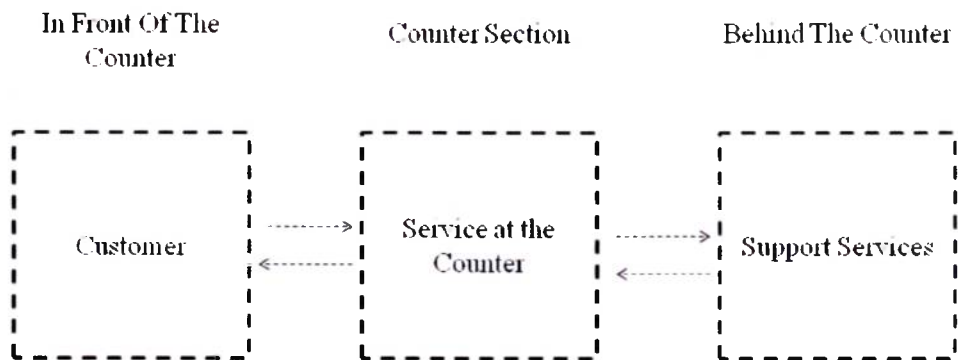 In Front Of The
Counter
Counter Section
Behind The Counter
Customer
Service at the
Counter
Support Services